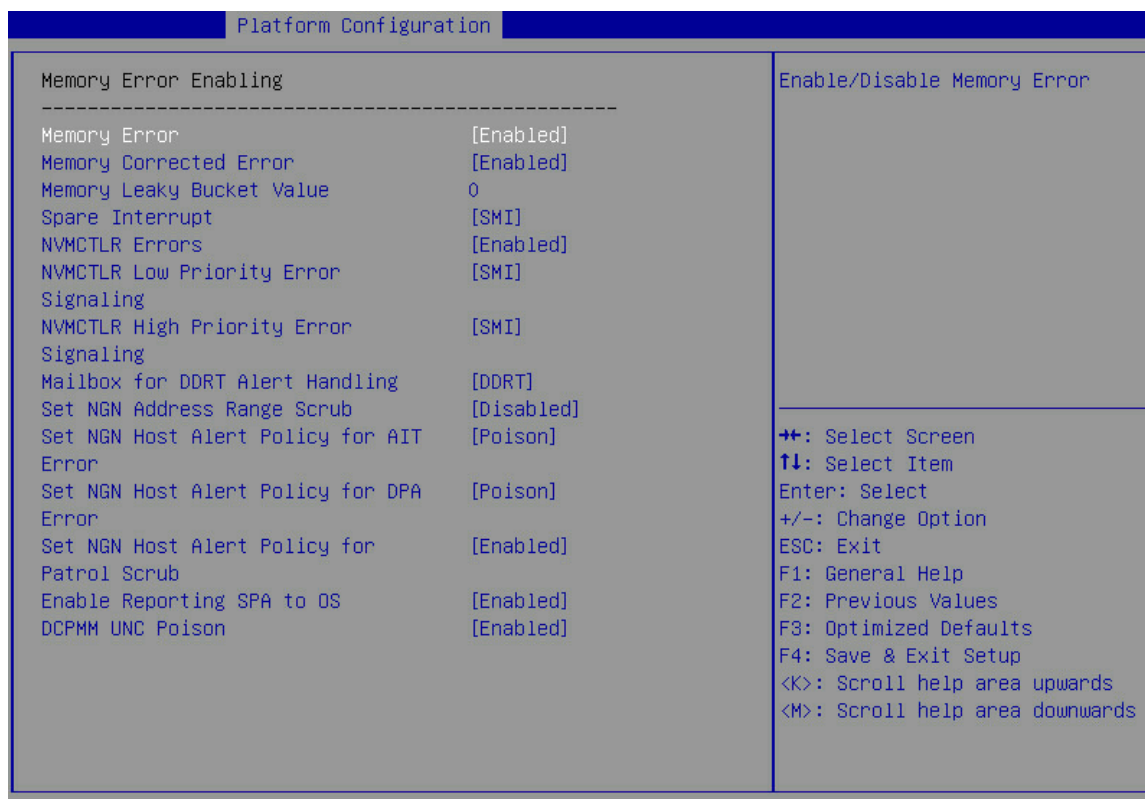 Platform Configuration
Memory Error Enabling
--------------------------------------------------
Memory Error [Enabled]
Memory Corrected Error [Enabled]
Memory Leaky Bucket Value 0
Spare Interrupt [SMI]
NVMCTLR Errors [Enabled]
NVMCTLR Low Priority Error [SMI]
Signaling
NVMCTLR High Priority Error [SMI]
Signaling
Mailbox for DDRT Alert Handling [DDRT]
Set NGN Address Range Scrub [Disabled]
Set NGN Host Alert Policy for AIT [Poison]
Error
Set NGN Host Alert Policy for DPA [Poison]
Error
Set NGN Host Alert Policy for [Enabled]
Patrol Scrub
Enable Reporting SPA to OS [Enabled]
DCPMM UNC Poison [Enabled]
Enable/Disable Memory Error
→←: Select Screen
↑↓: Select Item
Enter: Select
+/-: Change Option
ESC: Exit
F1: General Help
F2: Previous Values
F3: Optimized Defaults
F4: Save & Exit Setup
<K>: Scroll help area upwards
<M>: Scroll help area downwards